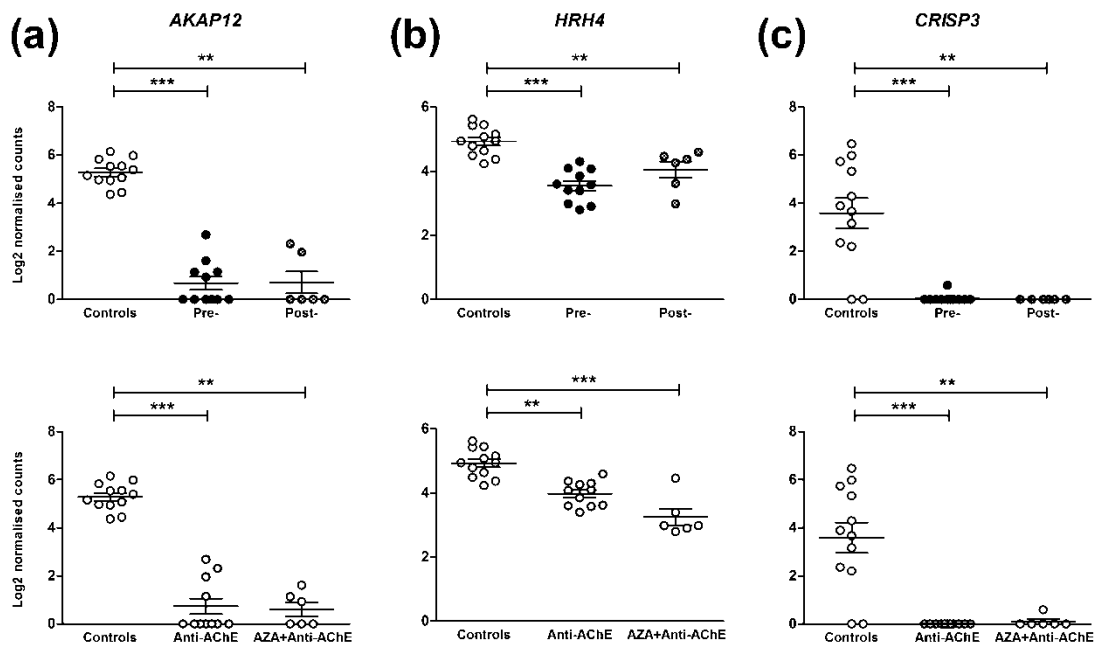 (a) AKAP12 (b) HRH4 (c) CRISP3
** ** **
*** *** ***
8 6 8
6 4 6
4 2 4
2 0 2
0 0
Log2 normalised counts
Controls Pre- Post- Controls Pre- Post- Controls Pre- Post-
** *** **
*** ** ***
8 6 8
6 4 6
4 2 4
2 0 2
0 0
Log2 normalised counts
Controls Anti-AChE AZA+Anti-AChE Controls Anti-AChE AZA+Anti-AChE Controls Anti-AChE AZA+Anti-AChE